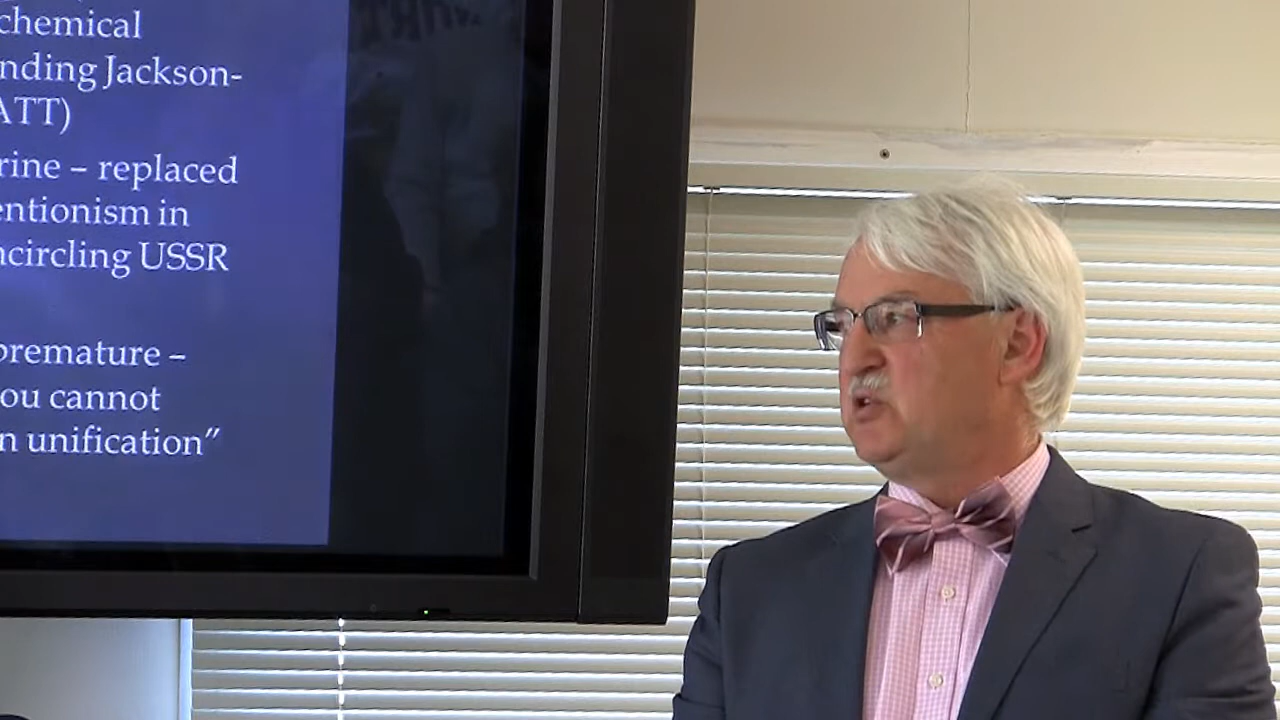 chemical
nding Jackson-
ATT)
rine – replaced
entionism in
ncircling USSR
premature –
ou cannot
n unification”